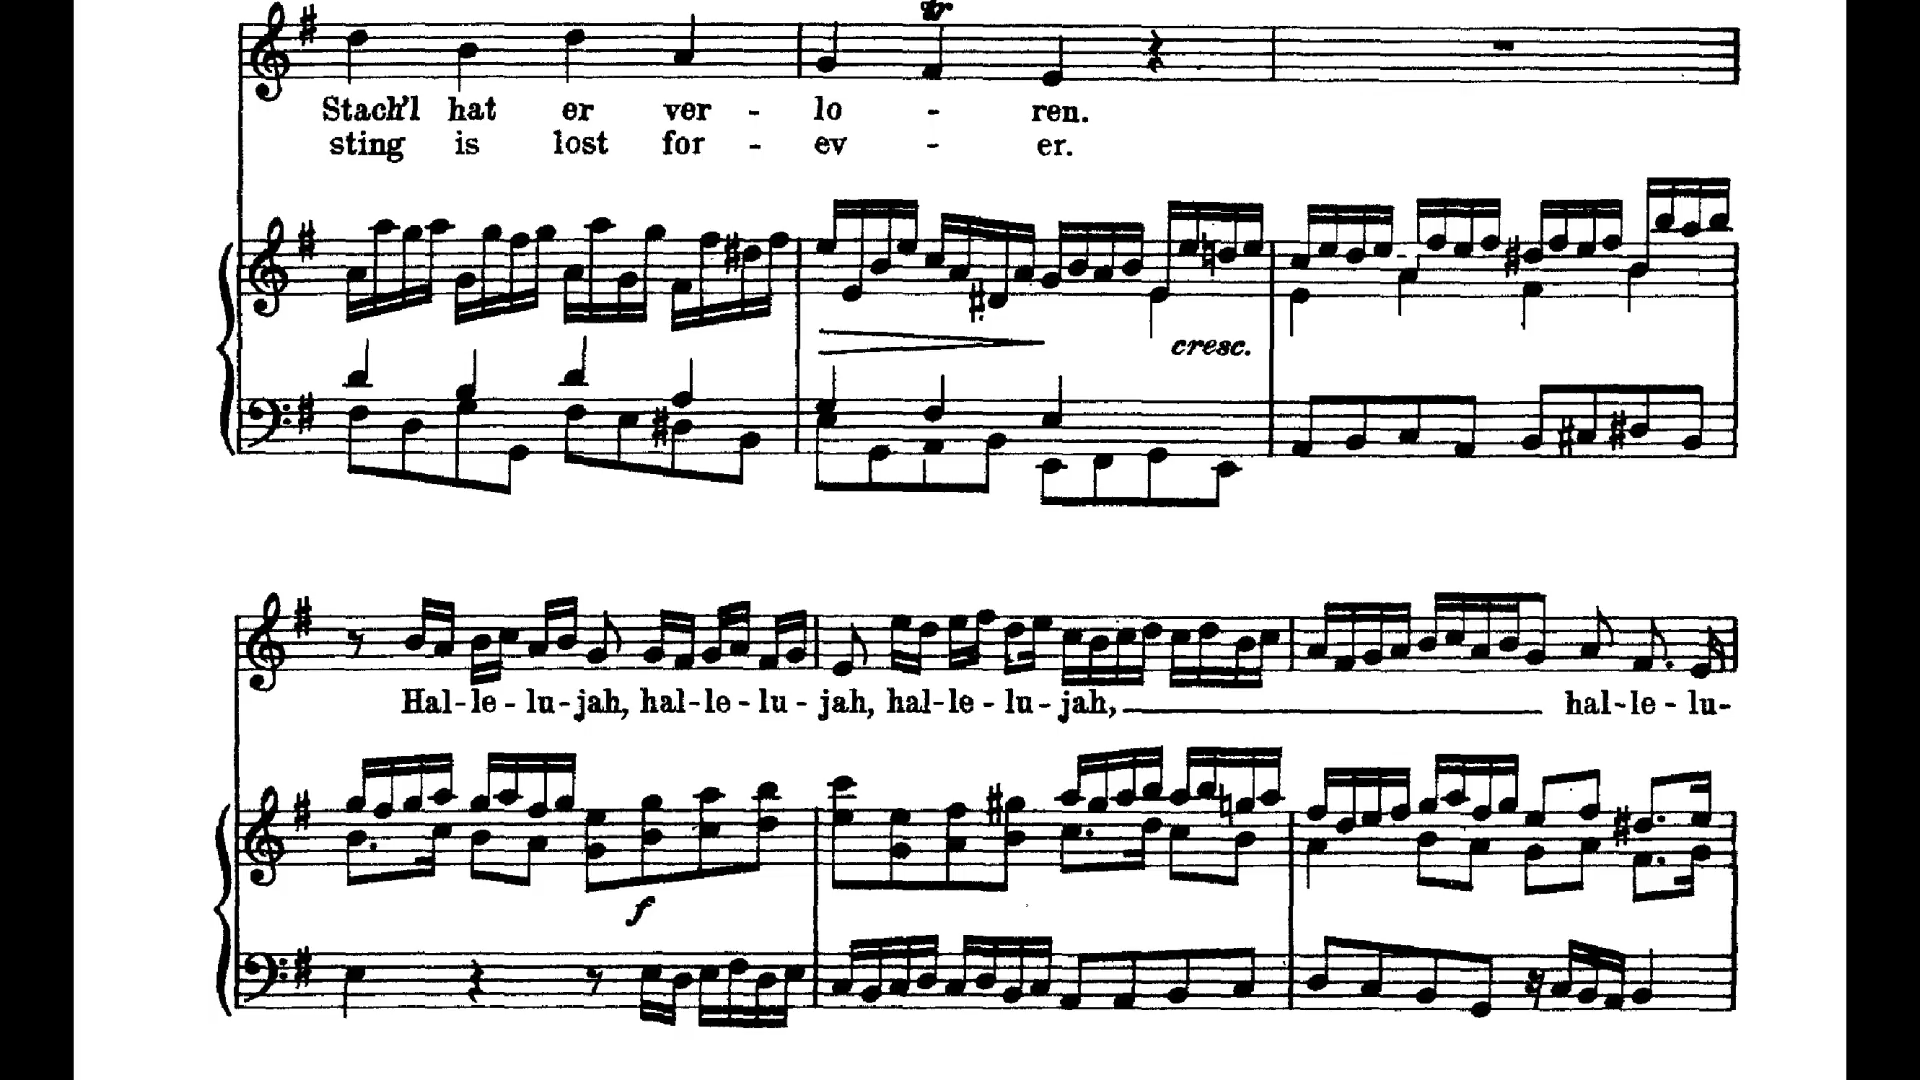 tr
Stach'l hat er ver - lo - ren.
sting is lost for - ev - er.
cresc.
Hal-le-lu-jah, hal-le-lu-jah, hal-le-lu-jah, hal-le-lu-
f